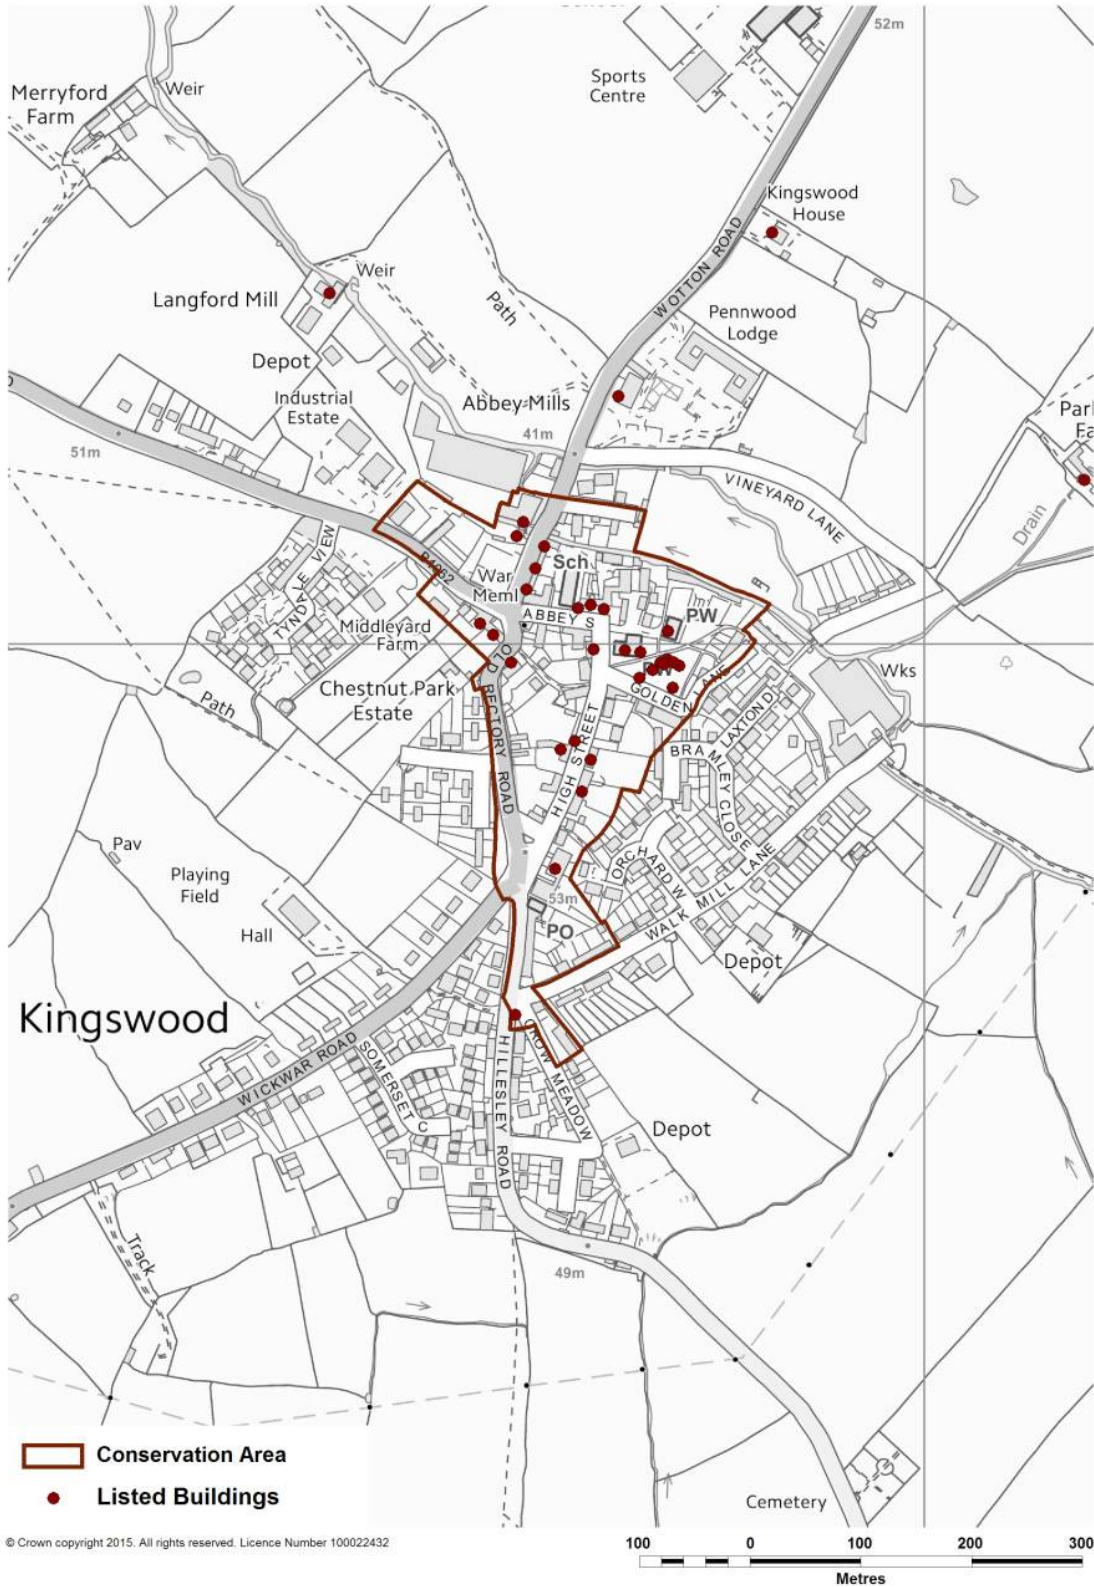 52m
Sports
Centre
Merryford
Farm
Weir
Kingswood
House
WOTTON ROAD
Weir
Langford Mill
Path
Pennwood
Lodge
Depot
Industrial
Estate
Abbey Mills
41m
51m
VINEYARD LANE
Drain
B4062
Sch
War
Meml
ABBEY S
PW
TYNDALE VIEW
Middleyard
Farm
PW
GOLDEN LANE
Wks
Chestnut Park
Estate
Path
OLD RECTORY ROAD
HIGH STREET
LAXTON D
BRAMLEY CLOSE
Pav
Playing
Field
ORCHARD W
WALK MILL LANE
53m
Hall
PO
Depot
Kingswood
WICKWAR ROAD
SOMERSET C
HILLESLEY ROAD
MEADOW
Depot
Track
49m
Cemetery
Conservation Area
Listed Buildings
© Crown copyright 2015. All rights reserved. Licence Number 100022432
100 0 100 200 300
Metres